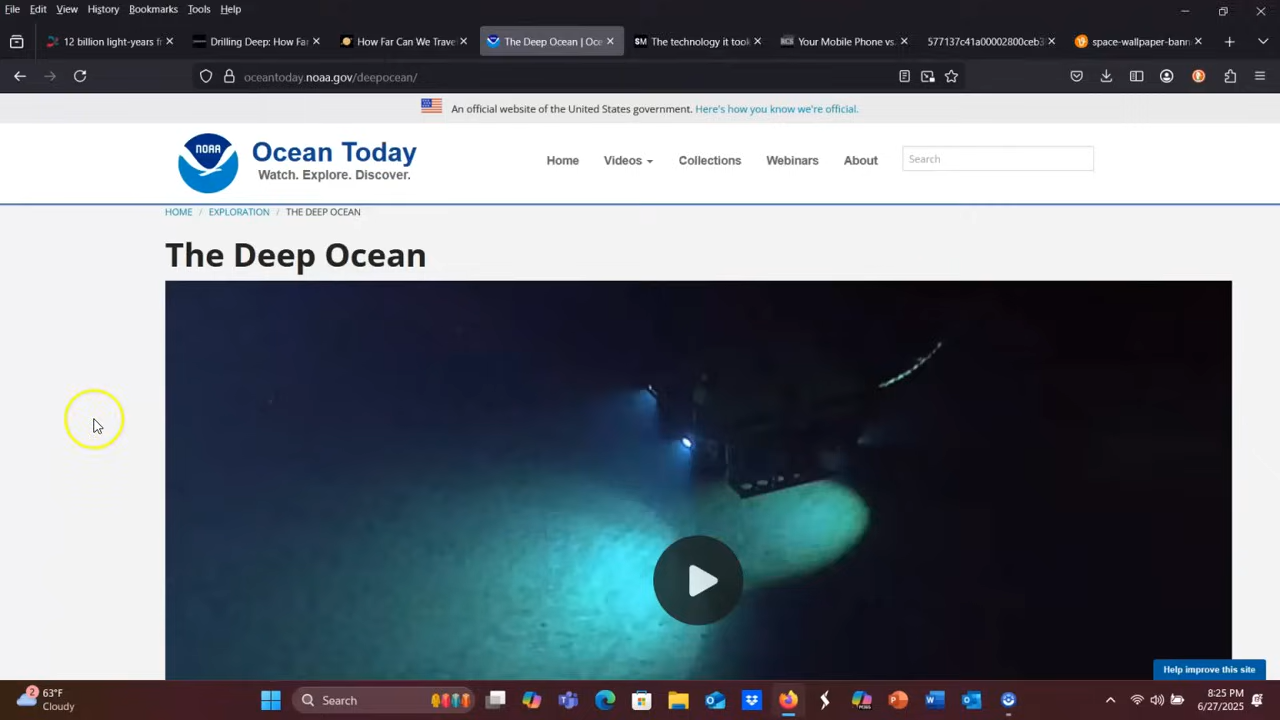 File Edit View History Bookmarks Tools Help
12 billion light-years fr
Drilling Deep: How Far
How Far Can We Trave
The Deep Ocean | Oce
The technology it took
Your Mobile Phone vs.
577137c41a00002800ceb3
space-wallpaper-bann
oceantoday.noaa.gov/deepocean/
An official website of the United States government. Here's how you know we're official.
NOAA
Ocean Today
Watch. Explore. Discover.
Home Videos Collections Webinars About Search
HOME / EXPLORATION / THE DEEP OCEAN
The Deep Ocean
Help improve this site
2
63°F
Cloudy
Search
8:25 PM
6/27/2025